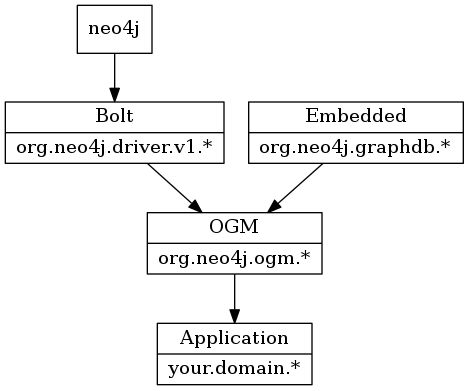 neo4j
Bolt
org.neo4j.driver.v1.*
Embedded
org.neo4j.graphdb.*
OGM
org.neo4j.ogm.*
Application
your.domain.*